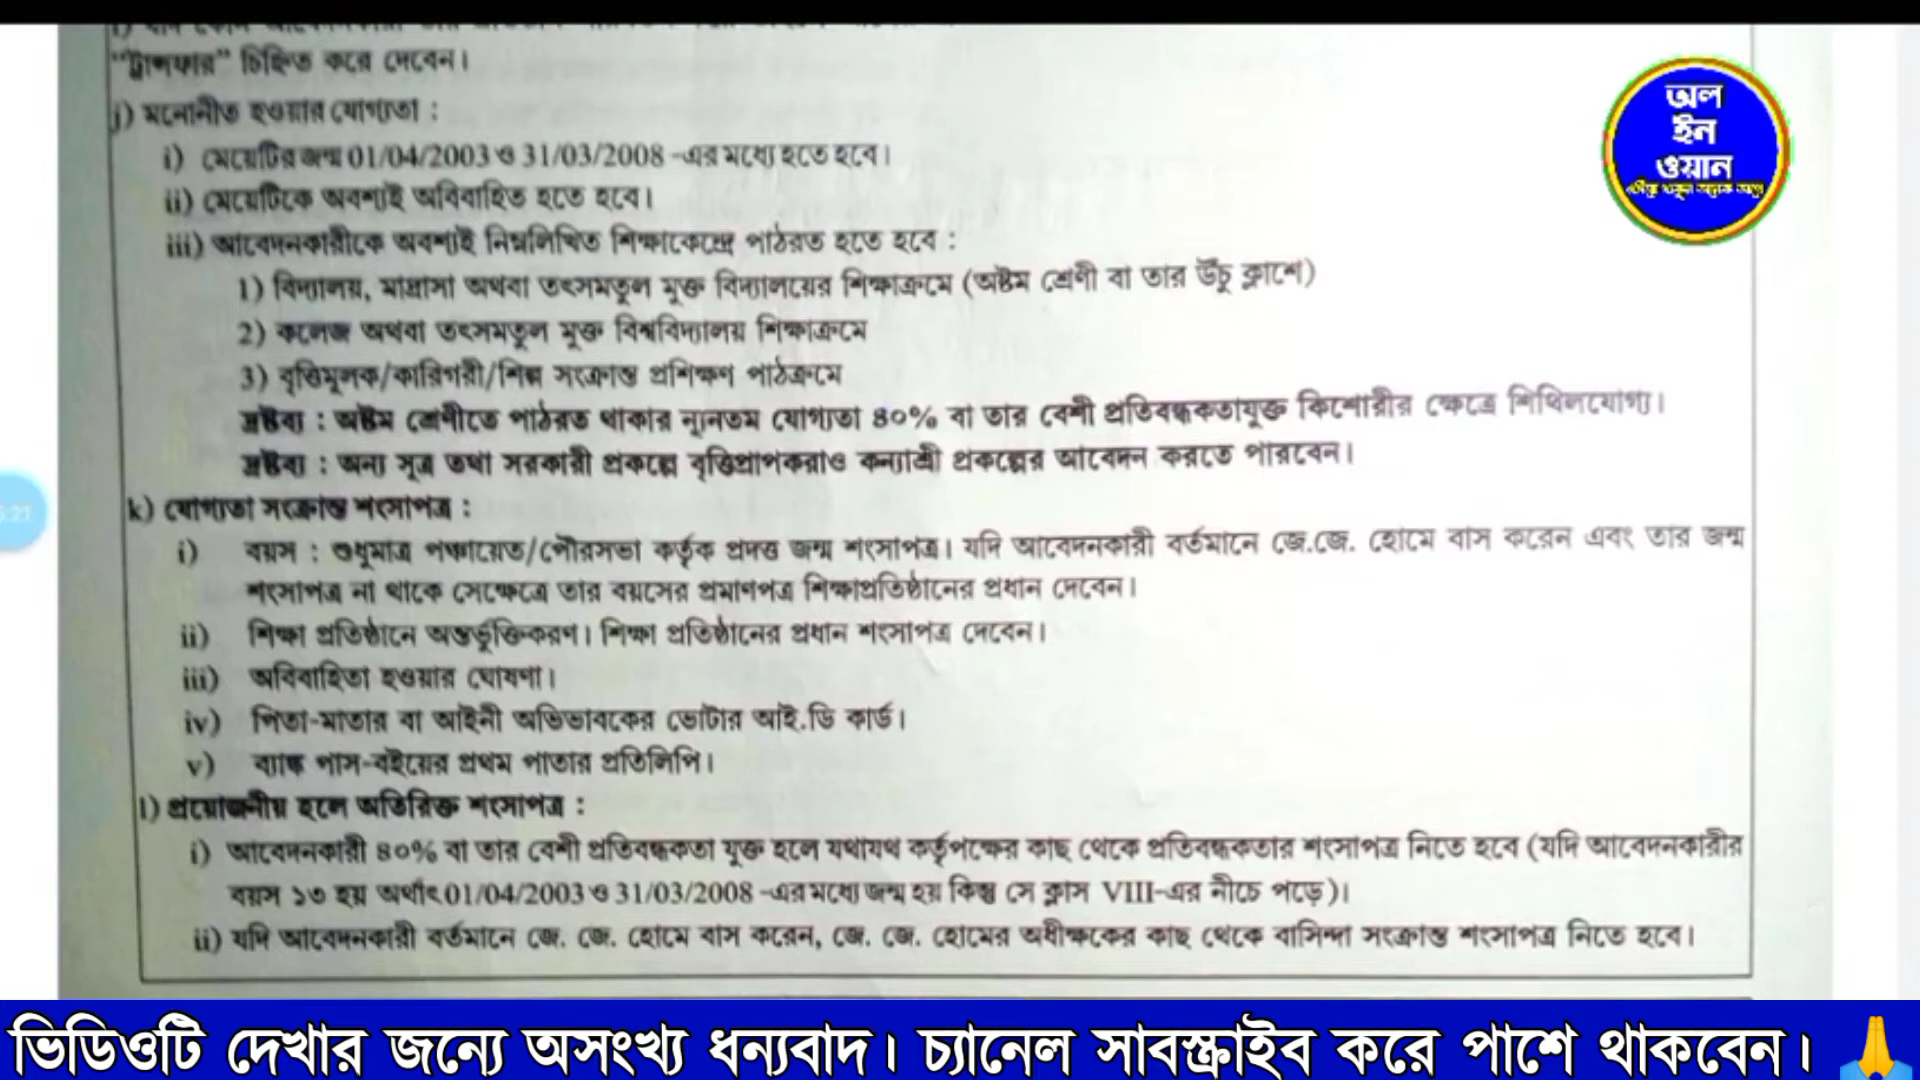 “ট্রান্সফার” চিহ্নিত করে দেবেন।
j) মনোনীত হওয়ার যোগ্যতা :
i) মেয়েটির জন্ম 01/04/2003 ও 31/03/2008 -এর মধ্যে হতে হবে।
ii) মেয়েটিকে অবশ্যই অবিবাহিত হতে হবে।
iii) আবেদনকারীকে অবশ্যই নিম্নলিখিত শিক্ষাকেন্দ্রে পাঠরত হতে হবে :
1) বিদ্যালয়, মাদ্রাসা অথবা তৎসমতুল মুক্ত বিদ্যালয়ের শিক্ষাক্রমে (অষ্টম শ্রেণী বা তার উঁচু ক্লাশে)
2) কলেজ অথবা তৎসমতুল মুক্ত বিশ্ববিদ্যালয় শিক্ষাক্রমে
3) বৃত্তিমূলক/কারিগরী/শিল্প সংক্রান্ত প্রশিক্ষণ পাঠক্রমে
দ্রষ্টব্য : অষ্টম শ্রেণীতে পাঠরত থাকার ন্যূনতম যোগ্যতা ৪০% বা তার বেশী প্রতিবন্ধকতাযুক্ত কিশোরীর ক্ষেত্রে শিথিলযোগ্য।
দ্রষ্টব্য : অন্য সূত্র তথা সরকারী প্রকল্পে বৃত্তিপ্রাপকরাও কন্যাশ্রী প্রকল্পের আবেদন করতে পারবেন।
k) যোগ্যতা সংক্রান্ত শংসাপত্র :
i) বয়স : শুধুমাত্র পঞ্চায়েত/পৌরসভা কর্তৃক প্রদত্ত জন্ম শংসাপত্র। যদি আবেদনকারী বর্তমানে জে.জে. হোমে বাস করেন এবং তার জন্ম
শংসাপত্র না থাকে সেক্ষেত্রে তার বয়সের প্রমাণপত্র শিক্ষাপ্রতিষ্ঠানের প্রধান দেবেন।
ii) শিক্ষা প্রতিষ্ঠানে অন্তর্ভুক্তিকরণ। শিক্ষা প্রতিষ্ঠানের প্রধান শংসাপত্র দেবেন।
iii) অবিবাহিতা হওয়ার ঘোষণা।
iv) পিতা-মাতার বা আইনী অভিভাবকের ভোটার আই.ডি কার্ড।
v) ব্যাঙ্ক পাস-বইয়ের প্রথম পাতার প্রতিলিপি।
l) প্রয়োজনীয় হলে অতিরিক্ত শংসাপত্র :
i) আবেদনকারী ৪০% বা তার বেশী প্রতিবন্ধকতা যুক্ত হলে যথাযথ কর্তৃপক্ষের কাছ থেকে প্রতিবন্ধকতার শংসাপত্র নিতে হবে (যদি আবেদনকারীর
বয়স ১৩ হয় অর্থাৎ 01/04/2003 ও 31/03/2008 -এর মধ্যে জন্ম হয় কিন্তু সে ক্লাস VIII-এর নীচে পড়ে)।
ii) যদি আবেদনকারী বর্তমানে জে. জে. হোমে বাস করেন, জে. জে. হোমের অধীক্ষকের কাছ থেকে বাসিন্দা সংক্রান্ত শংসাপত্র নিতে হবে।
অল
ইন
ওয়ান
5:21
ভিডিওটি দেখার জন্যে অসংখ্য ধন্যবাদ। চ্যানেল সাবস্ক্রাইব করে পাশে থাকবেন। 🙏